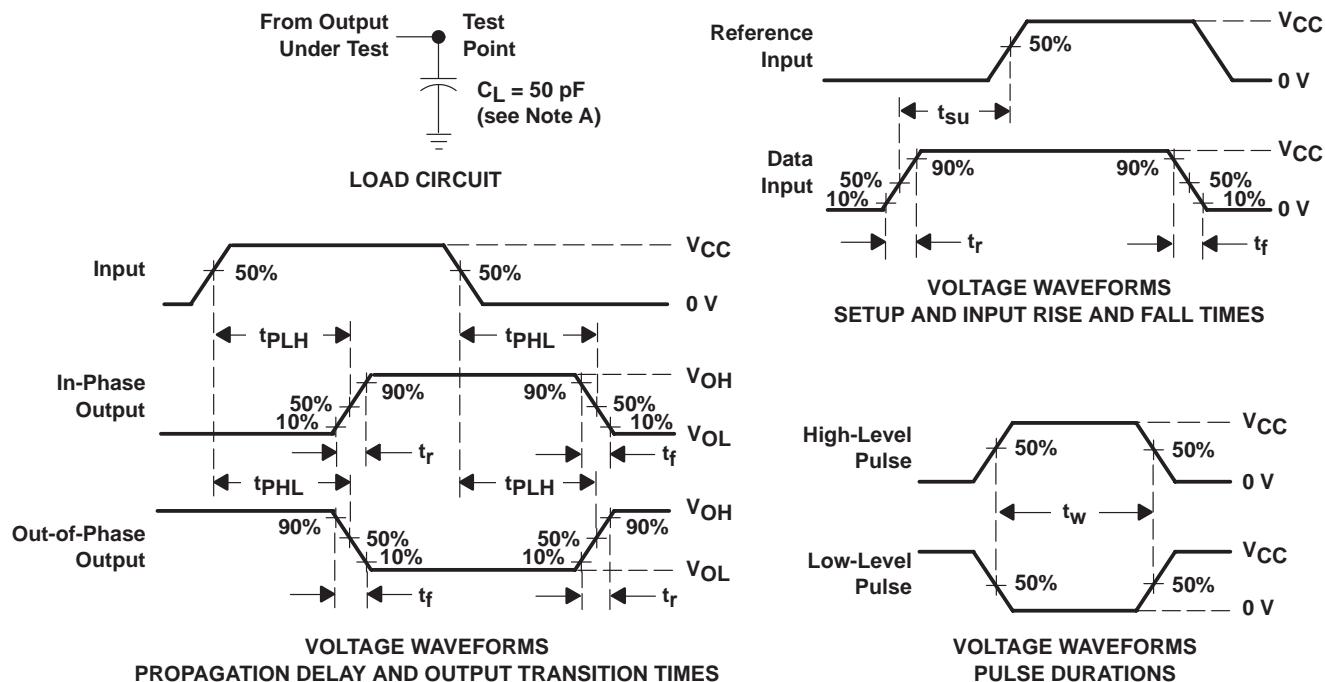 From Output
Under Test
Test
Point
CL = 50 pF
(see Note A)
LOAD CIRCUIT
Reference
Input
50%
VCC
0 V
tsu
Data
Input
50%
10%
90%
90%
VCC
50%
10%
0 V
tr
tf
VOLTAGE WAVEFORMS
SETUP AND INPUT RISE AND FALL TIMES
Input
50%
50%
VCC
0 V
tPLH
tPHL
In-Phase
Output
50%
10%
90%
90%
VOH
50%
10%
VOL
tr
tf
tPHL
tPLH
Out-of-Phase
Output
90%
50%
10%
50%
10%
VOH
90%
VOL
tf
tr
VOLTAGE WAVEFORMS
PROPAGATION DELAY AND OUTPUT TRANSITION TIMES
High-Level
Pulse
50%
50%
VCC
0 V
tw
Low-Level
Pulse
50%
50%
VCC
0 V
VOLTAGE WAVEFORMS
PULSE DURATIONS